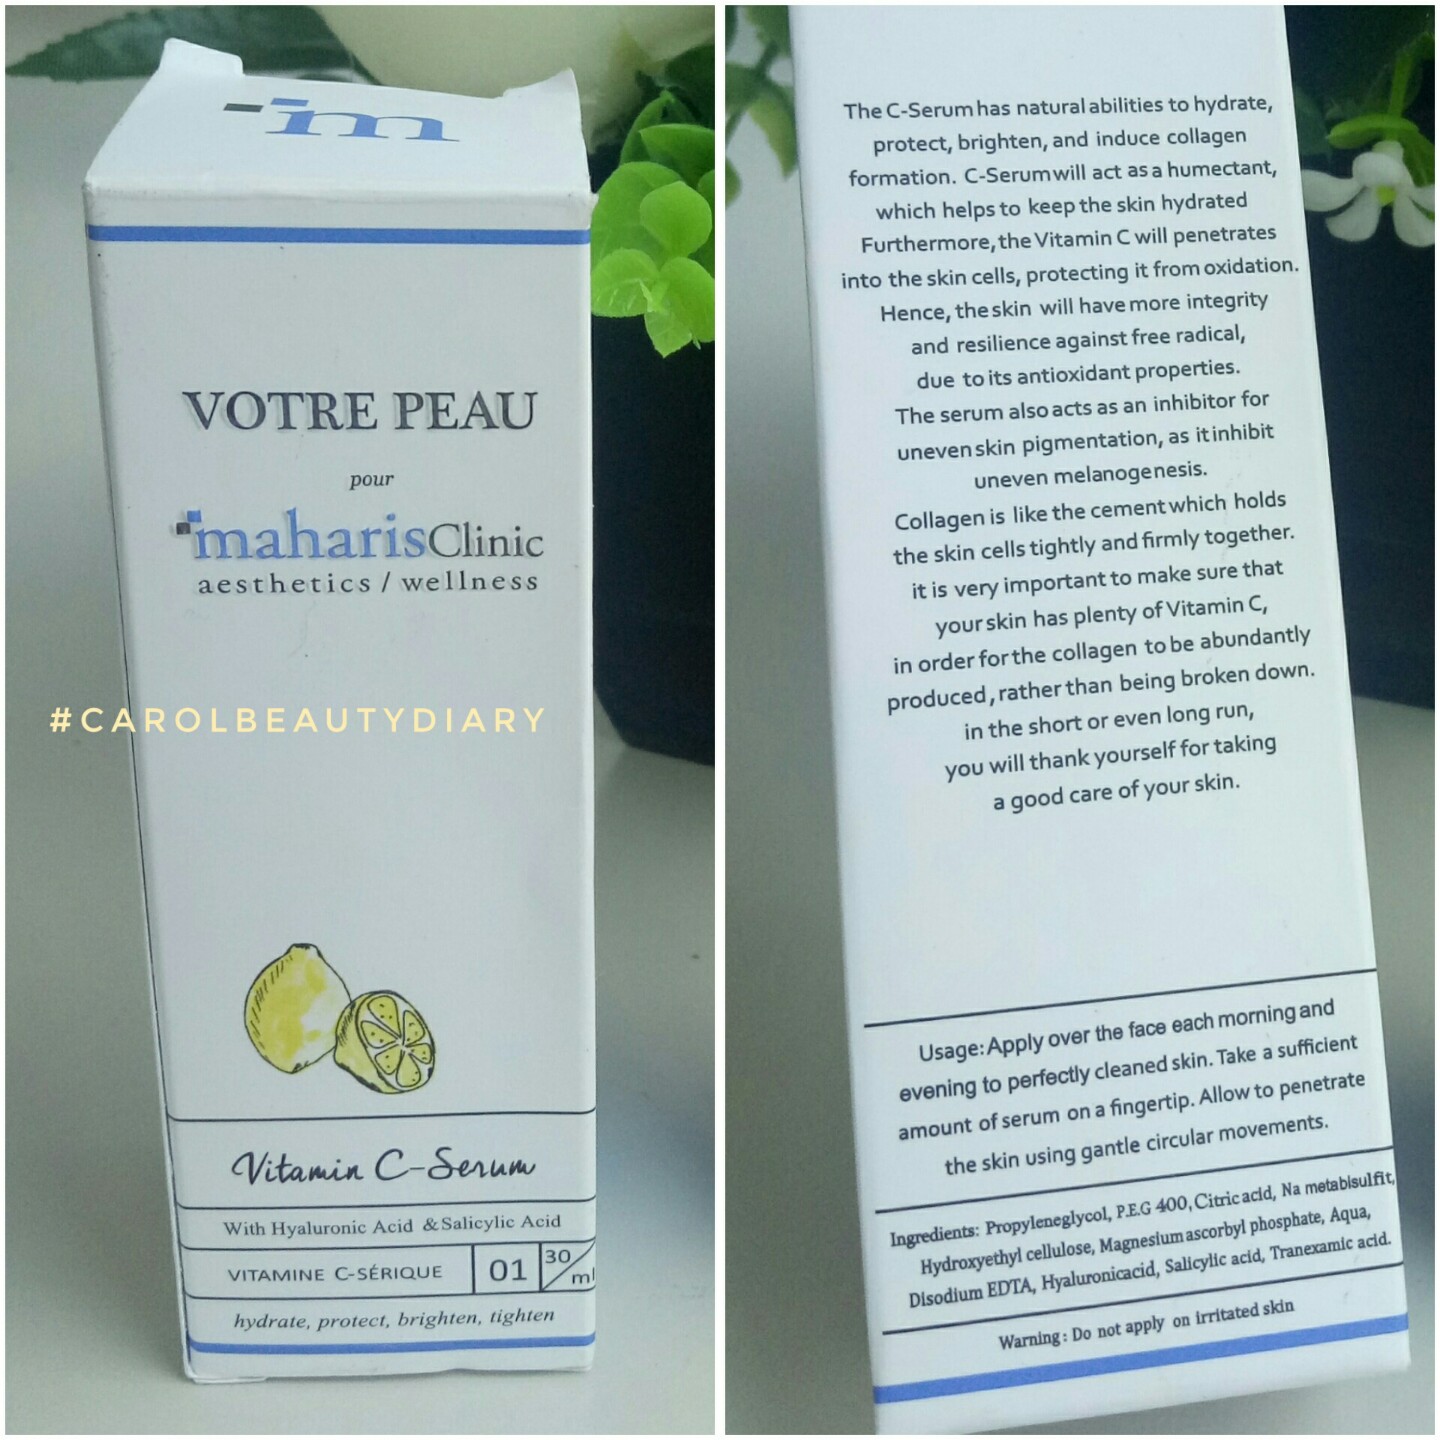 m
VOTRE PEAU
pour
maharisClinic
aesthetics / wellness
#CAROLBEAUTYDIARY
Vitamin C-Serum
With Hyaluronic Acid & Salicylic Acid
VITAMINE C-SÉRIQUE 01 30/ml
hydrate, protect, brighten, tighten
The C-Serum has natural abilities to hydrate,
protect, brighten, and induce collagen
formation. C-Serum will act as a humectant,
which helps to keep the skin hydrated
Furthermore, the Vitamin C will penetrates
into the skin cells, protecting it from oxidation.
Hence, the skin will have more integrity
and resilience against free radical,
due to its antioxidant properties.
The serum also acts as an inhibitor for
uneven skin pigmentation, as it inhibit
uneven melanogenesis.
Collagen is like the cement which holds
the skin cells tightly and firmly together.
it is very important to make sure that
your skin has plenty of Vitamin C,
in order for the collagen to be abundantly
produced, rather than being broken down.
in the short or even long run,
you will thank yourself for taking
a good care of your skin.
Usage: Apply over the face each morning and
evening to perfectly cleaned skin. Take a sufficient
amount of serum on a fingertip. Allow to penetrate
the skin using gantle circular movements.
Ingredients: Propyleneglycol, P.E.G 400, Citric acid, Na metabisulfit,
Hydroxyethyl cellulose, Magnesium ascorbyl phosphate, Aqua,
Disodium EDTA, Hyaluronicacid, Salicylic acid, Tranexamic acid.
Warning: Do not apply on irritated skin